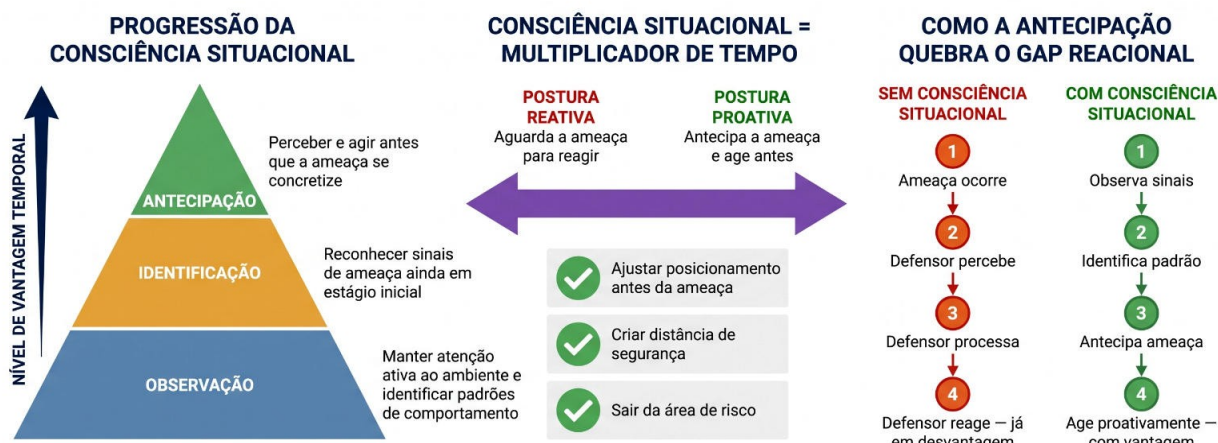 PROGRESSÃO DA
CONSCIÊNCIA SITUACIONAL
NÍVEL DE VANTAGEM TEMPORAL
ANTECIPAÇÃO
Perceber e agir antes
que a ameaça se
concretize
IDENTIFICAÇÃO
Reconhecer sinais
de ameaça ainda em
estágio inicial
OBSERVAÇÃO
Manter atenção
ativa ao ambiente e
identificar padrões
de comportamento
CONSCIÊNCIA SITUACIONAL =
MULTIPLICADOR DE TEMPO
POSTURA
REATIVA
Aguarda a ameaça
para reagir
POSTURA
PROATIVA
Antecipa a ameaça
e age antes
Ajustar posicionamento
antes da ameaça
Criar distância de
segurança
Sair da área de risco
COMO A ANTECIPAÇÃO
QUEBRA O GAP REACIONAL
SEM CONSCIÊNCIA
SITUACIONAL
1
Ameaça ocorre
2
Defensor percebe
3
Defensor processa
4
Defensor reage — já
em desvantagem
COM CONSCIÊNCIA
SITUACIONAL
1
Observa sinais
2
Identifica padrão
3
Antecipa ameaça
4
Age proativamente —
com vantagem